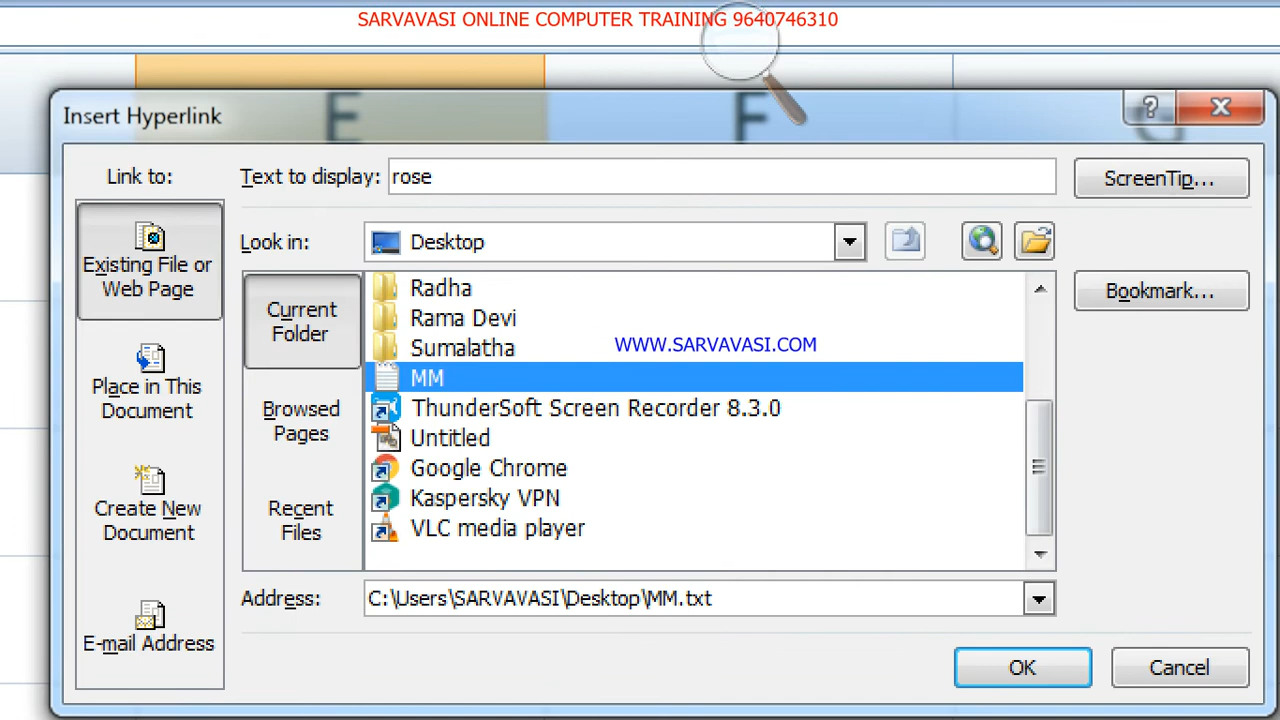 SARVAVASI ONLINE COMPUTER TRAINING 9640746310
E F G
Insert Hyperlink
Link to:
Text to display: rose
ScreenTip...
Existing File or
Web Page
Look in: Desktop
Current
Folder
Radha
Rama Devi
Sumalatha
WWW.SARVAVASI.COM
MM
ThunderSoft Screen Recorder 8.3.0
Untitled
Google Chrome
Kaspersky VPN
VLC media player
Bookmark...
Place in This
Document
Browsed
Pages
Create New
Document
Recent
Files
E-mail Address
Address: C:\Users\SARVAVASI\Desktop\MM.txt
OK Cancel